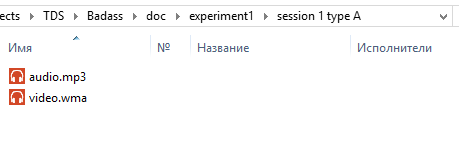 ects > TDS > Badass > doc > experiment1 > session 1 type A
Имя № Название Исполнители
audio.mp3
video.wma